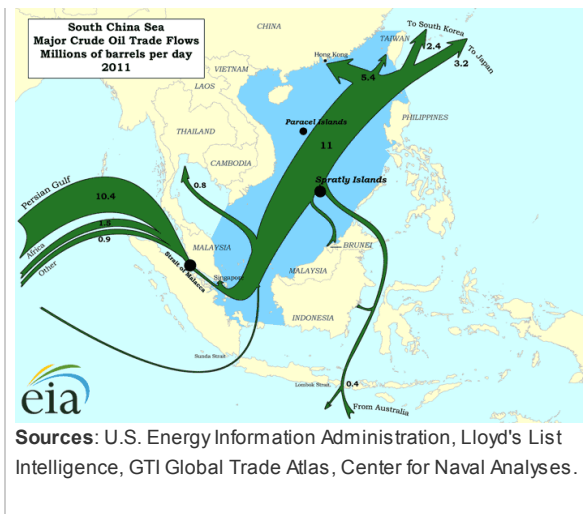 South China Sea
Major Crude Oil Trade Flows
Millions of barrels per day
2011
CHINA
To South Korea
TAIWAN
2.4
To Japan
3.2
Hong Kong
5.4
VIETNAM
LAOS
Paracel Islands
PHILIPPINES
THAILAND
11
CAMBODIA
Spratly Islands
0.8
Persian Gulf
10.4
1.8
Africa
0.9
Other
MALAYSIA
BRUNEI
Strait of Malacca
Singapore
MALAYSIA
INDONESIA
Sunda Strait
Lombok Strait
0.4
From Australia
eia
Sources: U.S. Energy Information Administration, Lloyd's List
Intelligence, GTI Global Trade Atlas, Center for Naval Analyses.